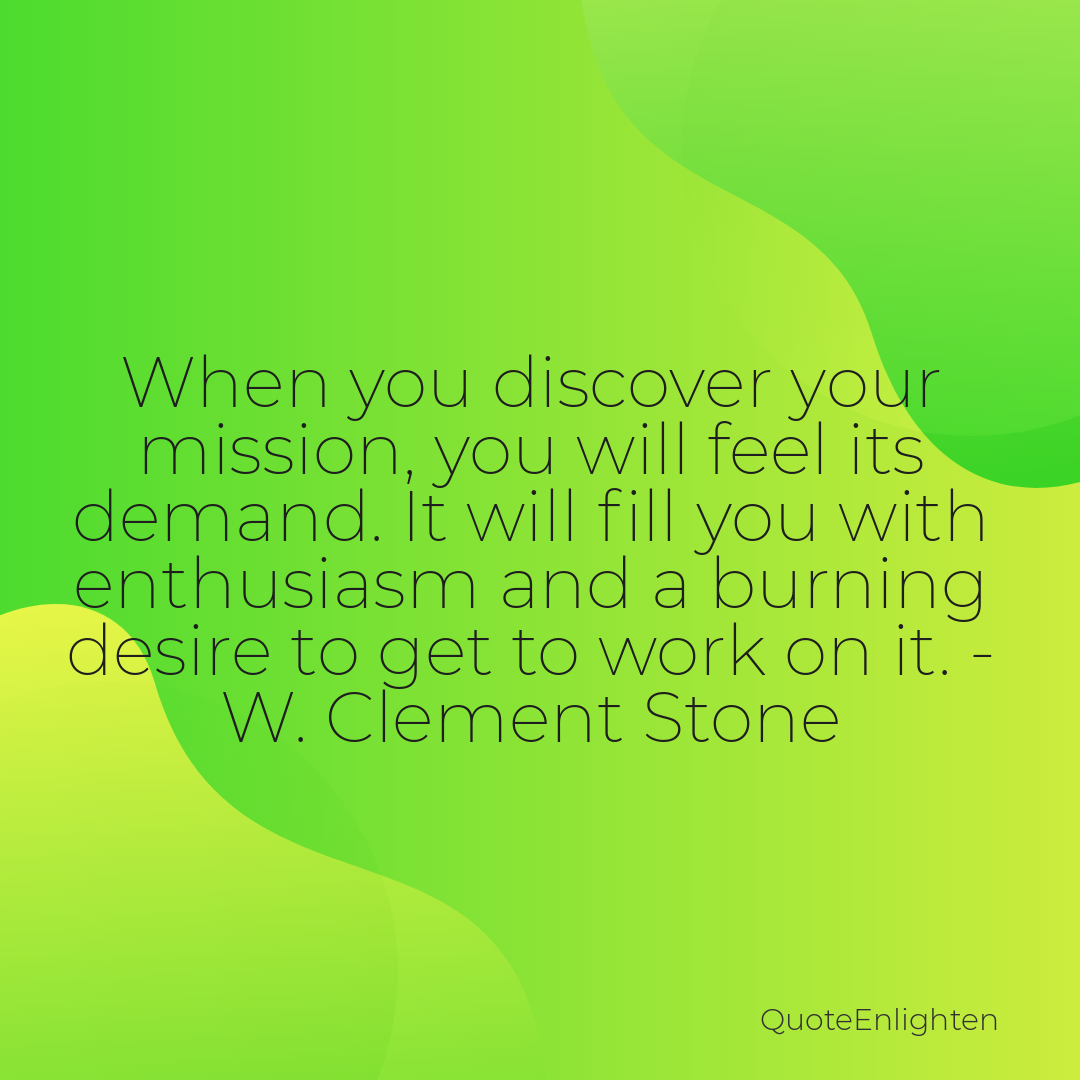 When you discover your
mission, you will feel its
demand. It will fill you with
enthusiasm and a burning
desire to get to work on it. -
W. Clement Stone
QuoteEnlighten